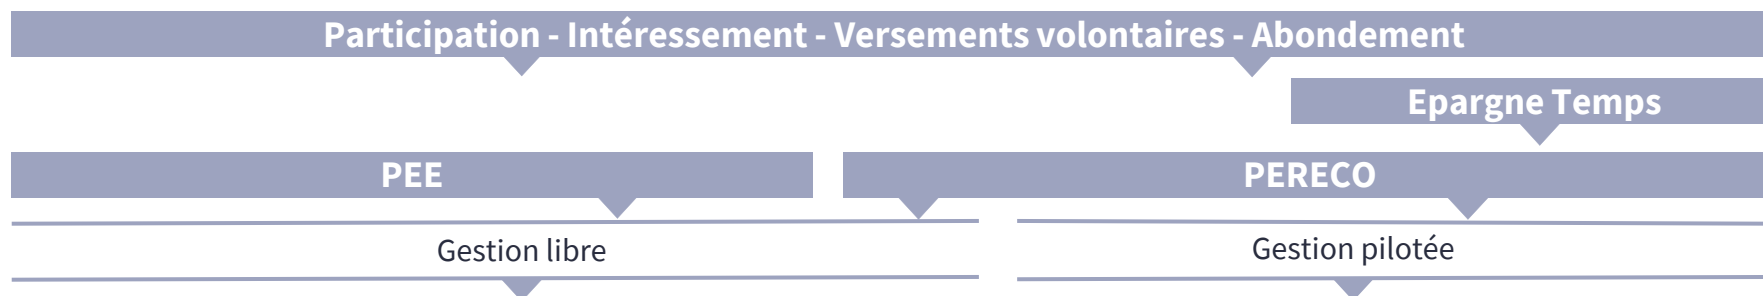 Participation - Intéressement - Versements volontaires - Abondement
Epargne Temps
PEE
PERECO
Gestion libre
Gestion pilotée